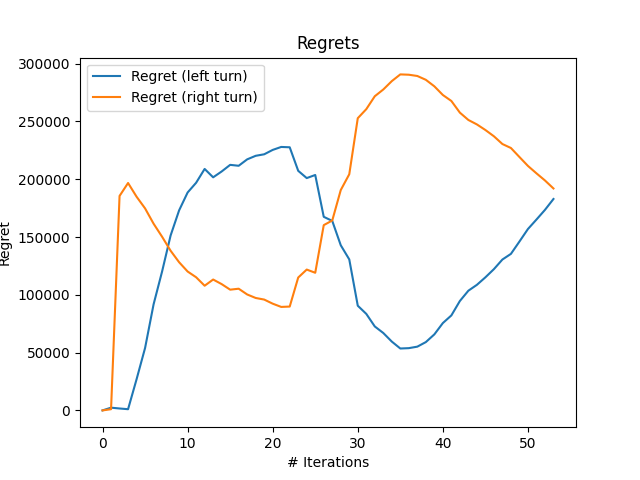 Regrets
Regret (left turn)
Regret (right turn)
300000
250000
200000
150000
100000
50000
0
Regret
0 10 20 30 40 50
# Iterations